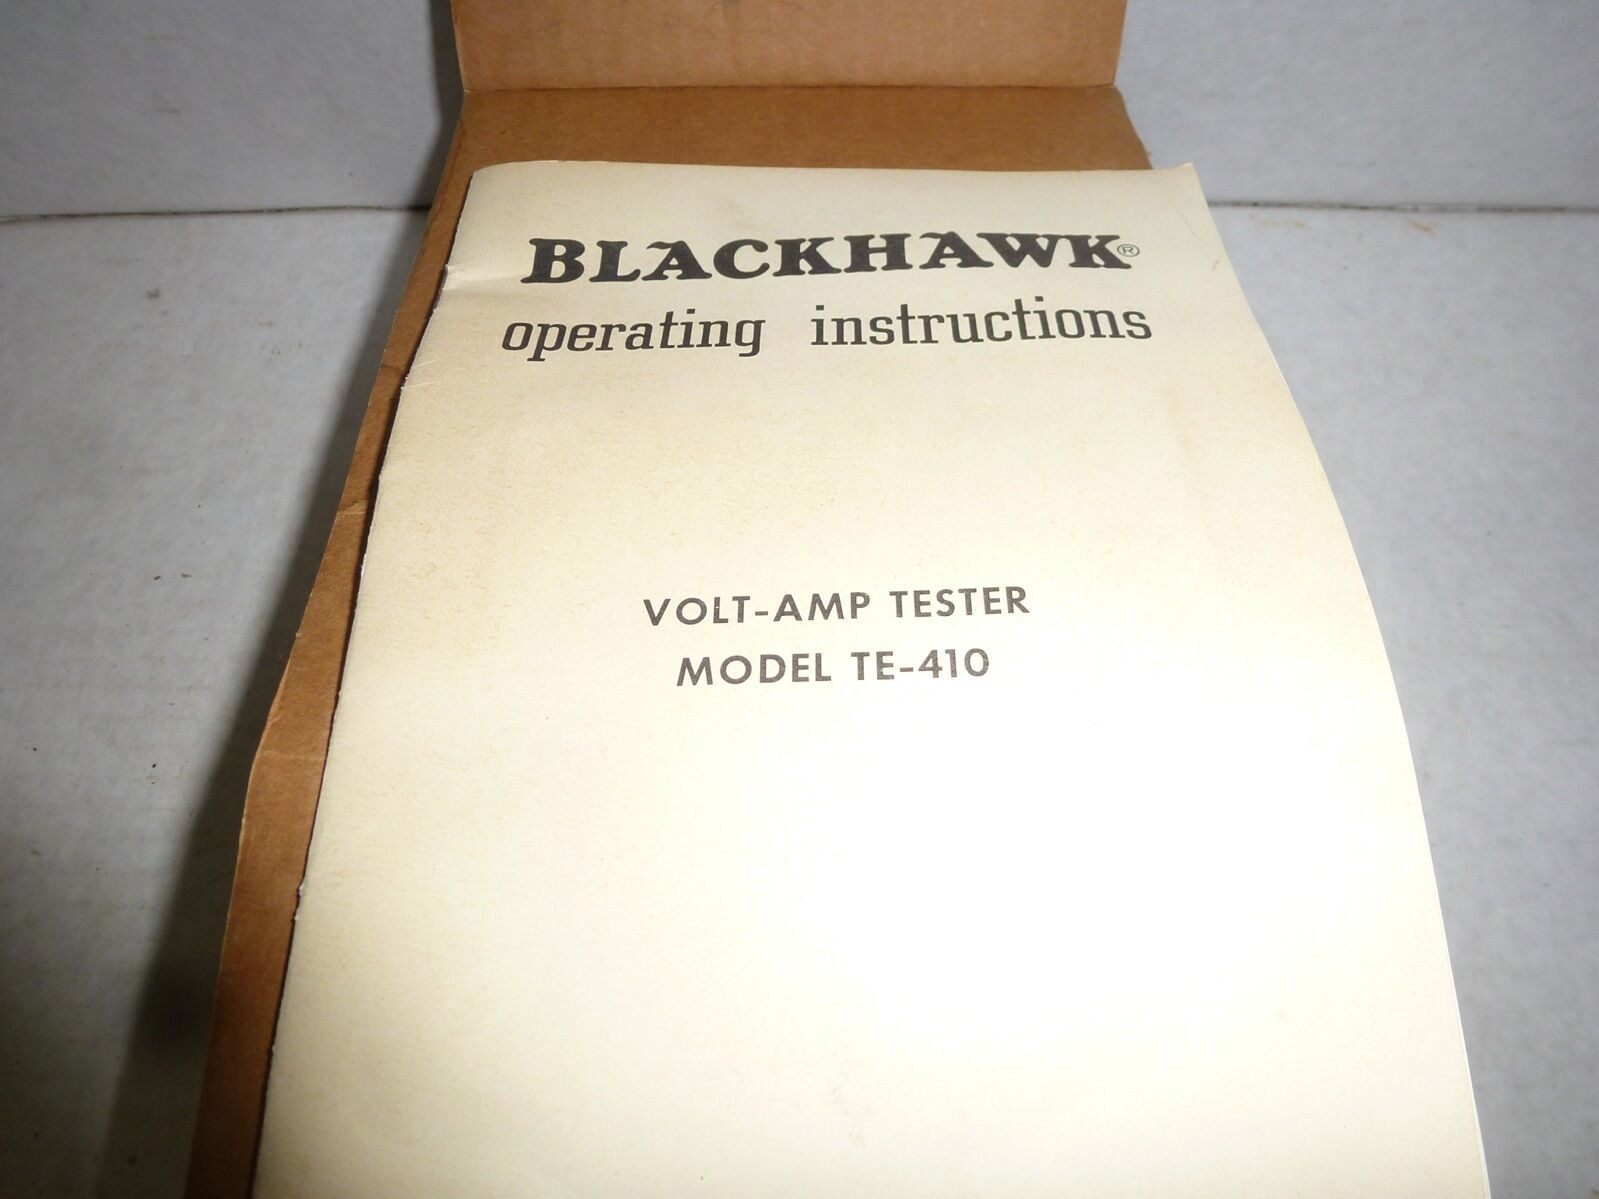 BLACKHAWK®
operating instructions
VOLT-AMP TESTER
MODEL TE-410